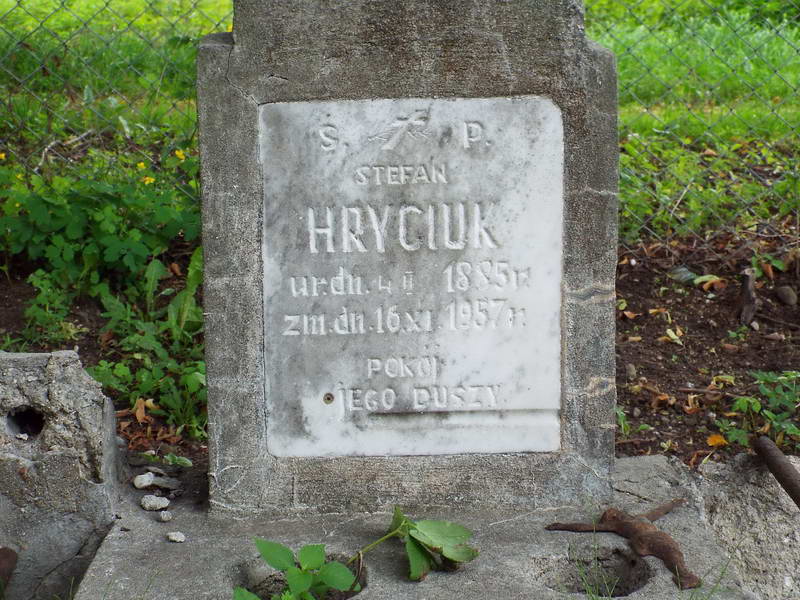 Ś. P.
STEFAN
HRYCIUK
ur. dn. 4 II 1885 r.
zm. dn. 16. XI. 1957 r.
POKÓJ
JEGO DUSZY